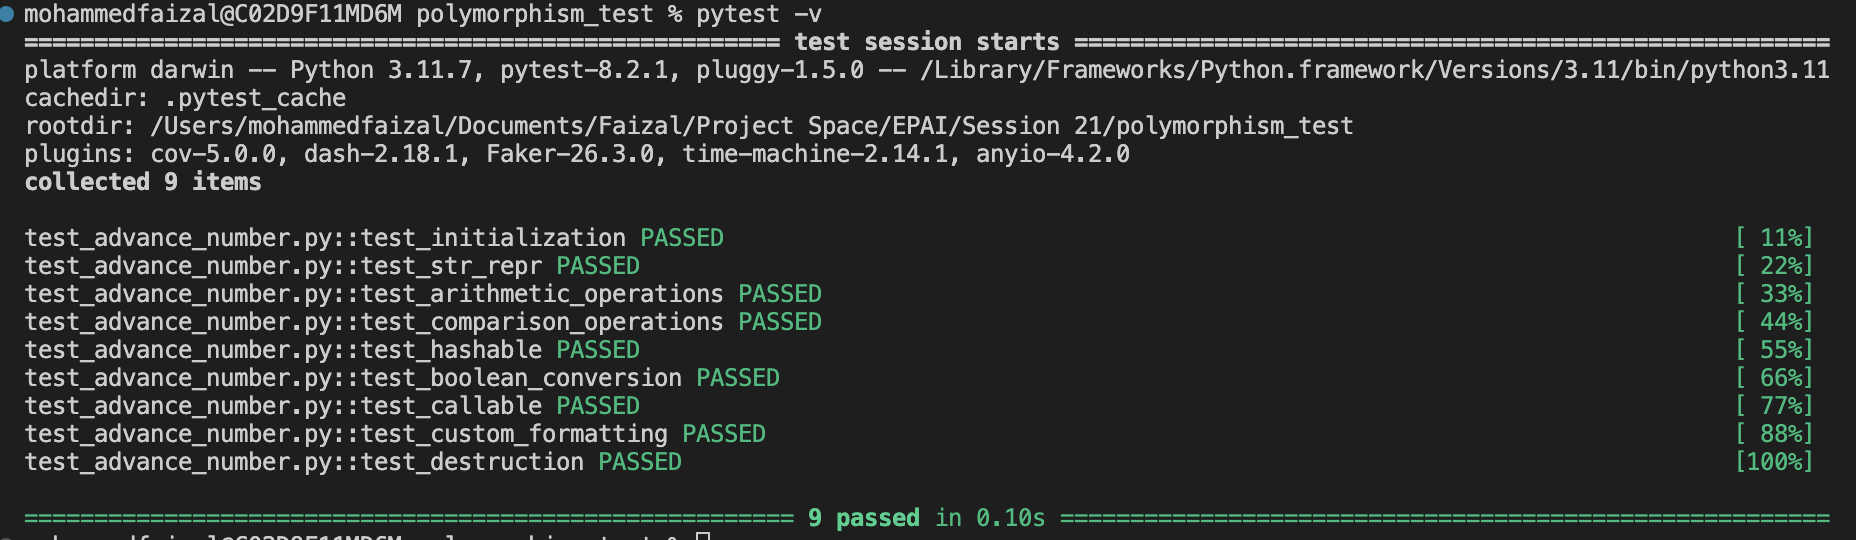 mohammedfaizal@C02D9F11MD6M polymorphism_test % pytest -v
====================================================== test session starts ======================================================
platform darwin -- Python 3.11.7, pytest-8.2.1, pluggy-1.5.0 -- /Library/Frameworks/Python.framework/Versions/3.11/bin/python3.11
cachedir: .pytest_cache
rootdir: /Users/mohammedfaizal/Documents/Faizal/Project Space/EPAI/Session 21/polymorphism_test
plugins: cov-5.0.0, dash-2.18.1, Faker-26.3.0, time-machine-2.14.1, anyio-4.2.0
collected 9 items
test_advance_number.py::test_initialization PASSED [ 11%]
test_advance_number.py::test_str_repr PASSED [ 22%]
test_advance_number.py::test_arithmetic_operations PASSED [ 33%]
test_advance_number.py::test_comparison_operations PASSED [ 44%]
test_advance_number.py::test_hashable PASSED [ 55%]
test_advance_number.py::test_boolean_conversion PASSED [ 66%]
test_advance_number.py::test_callable PASSED [ 77%]
test_advance_number.py::test_custom_formatting PASSED [ 88%]
test_advance_number.py::test_destruction PASSED [100%]
======================================================= 9 passed in 0.10s =======================================================
mohammedfaizal@C02D9F11MD6M polymorphism_test %